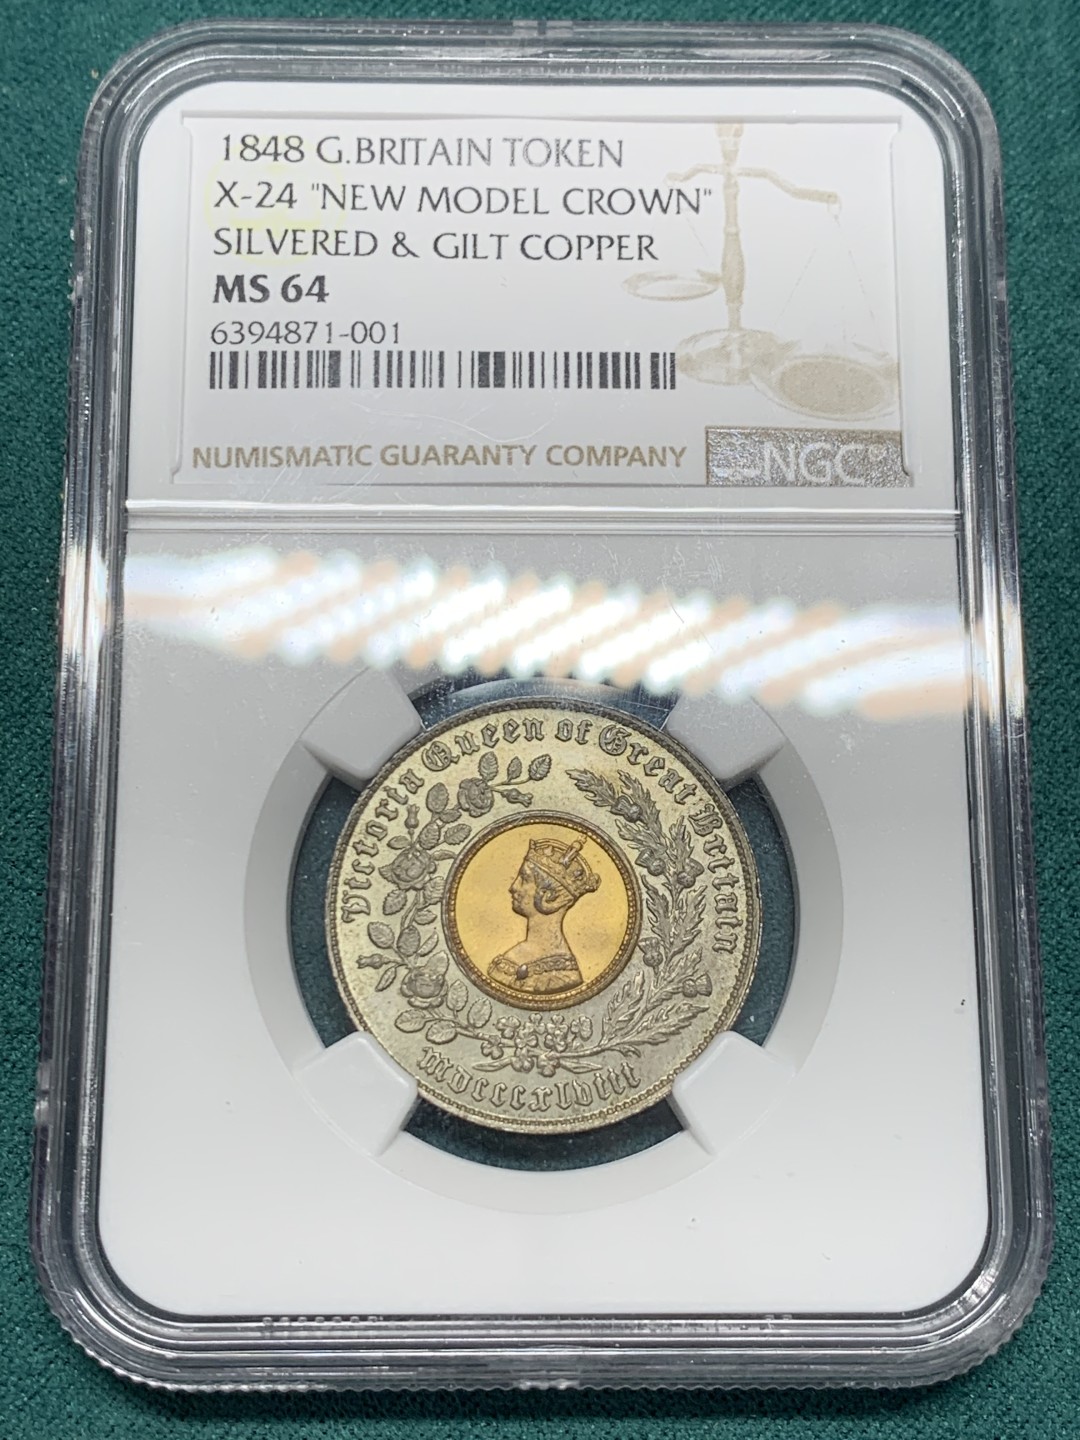 1848 G.BRITAIN TOKEN
X-24 "NEW MODEL CROWN"
SILVERED & GILT COPPER
MS 64
6394871-001
NUMISMATIC GUARANTY COMPANY
NGC
Victoria Queen of Great Britain
MDCCCXLVIII